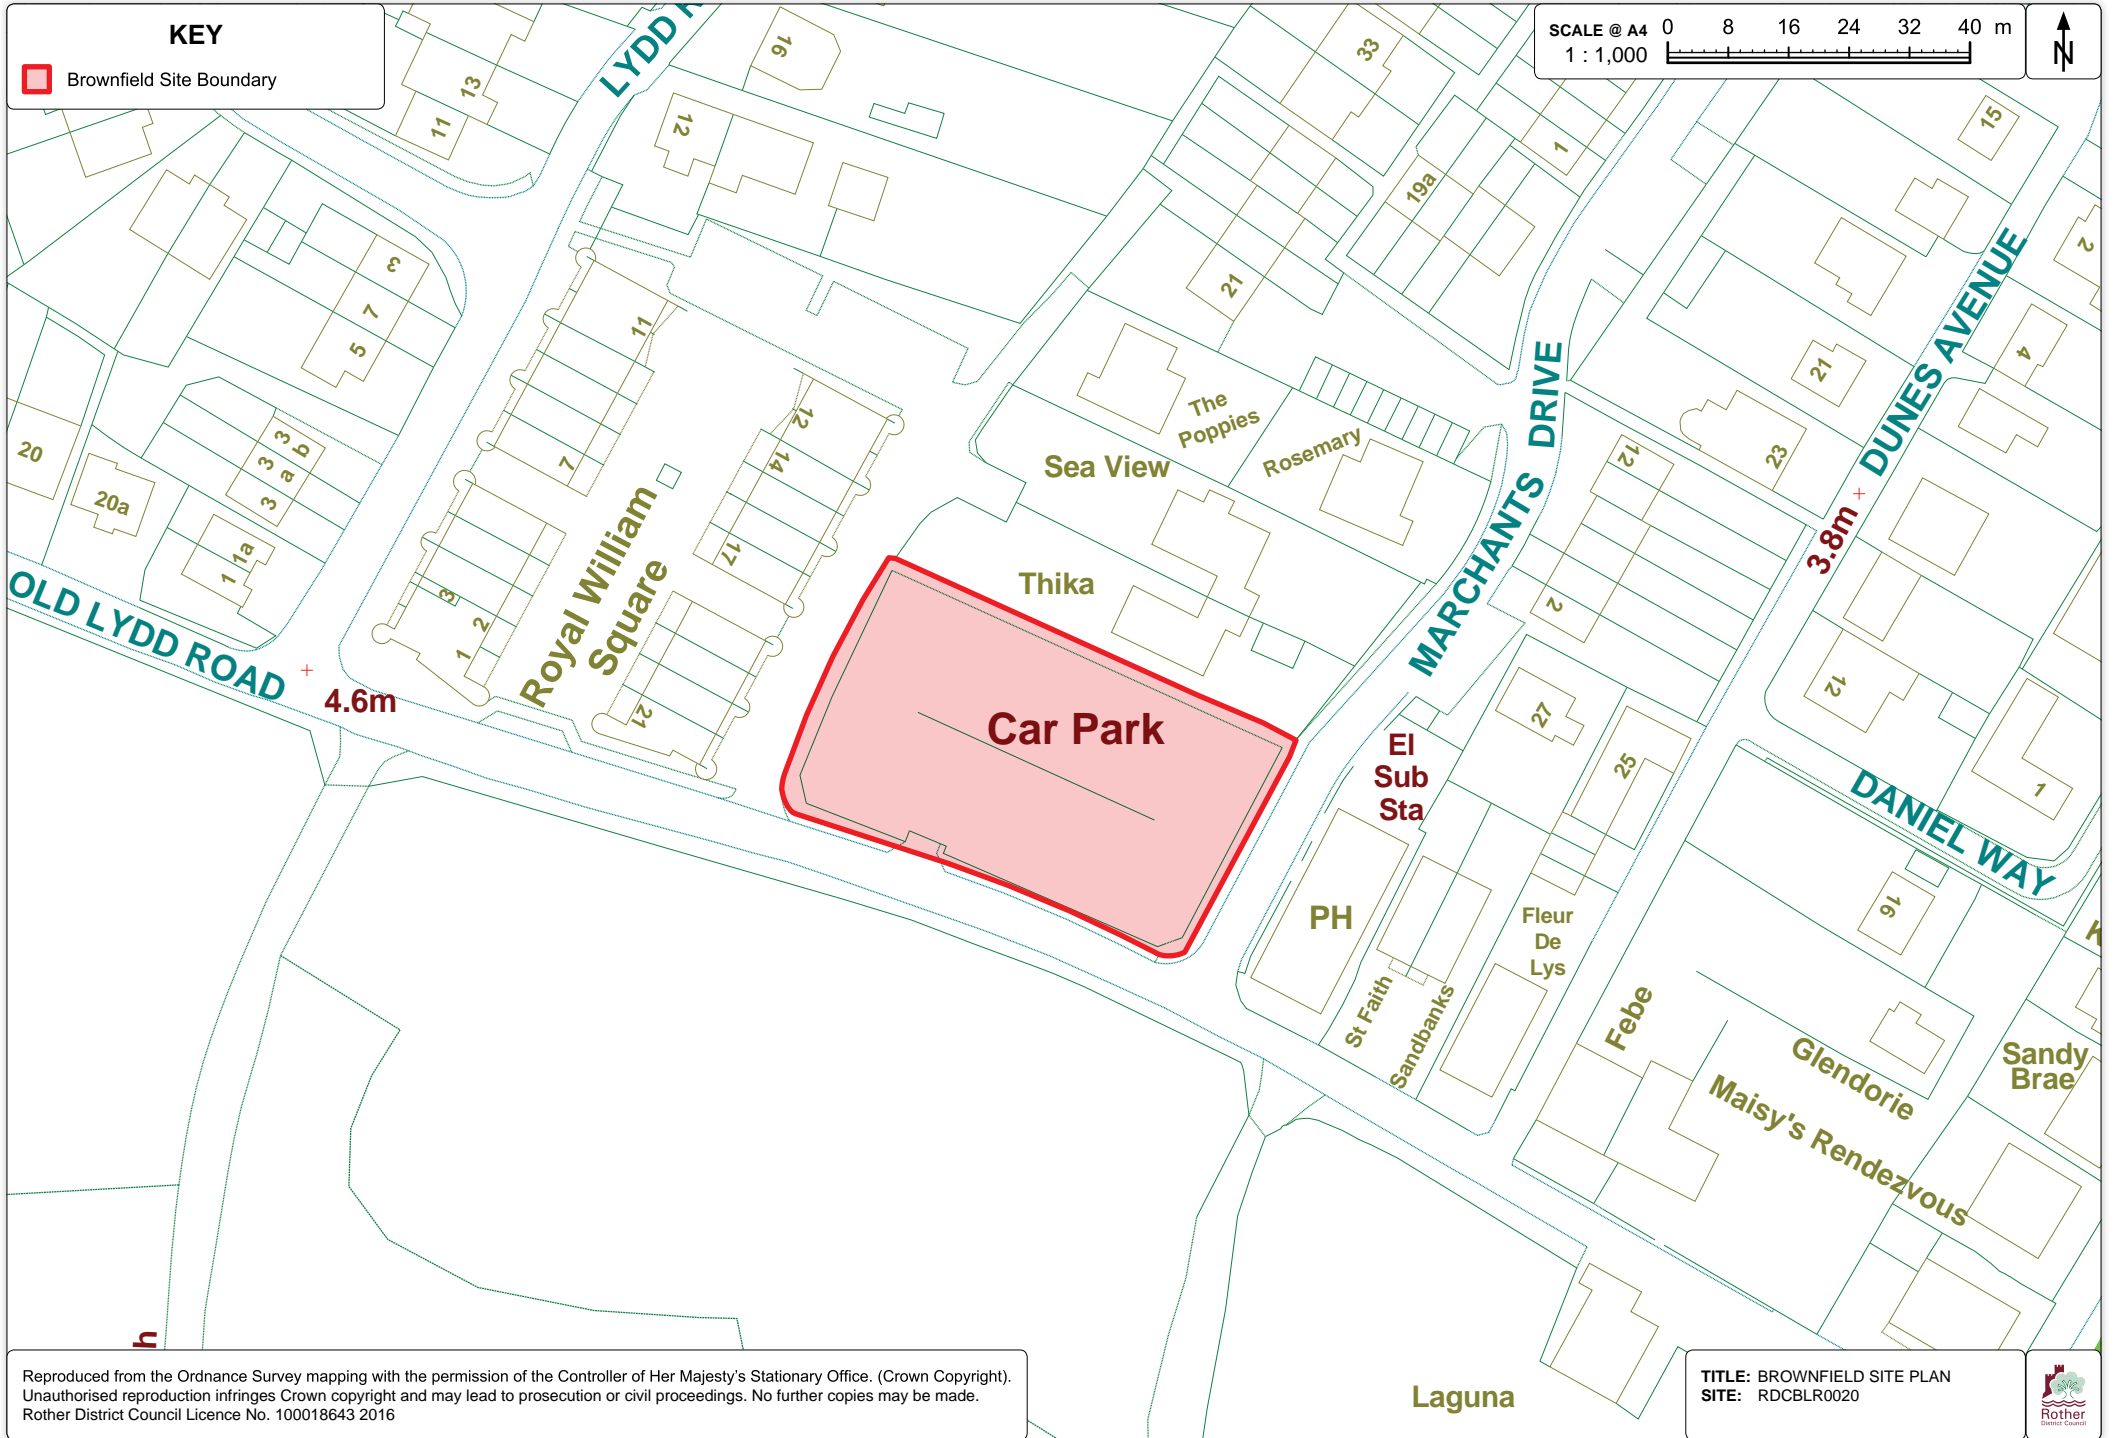 KEY
Brownfield Site Boundary
SCALE @ A4
1 : 1,000
0 8 16 24 32 40 m
N
LYDD
16
13
11
12
33
1
19a
15
2
21
3
7
5
11
4
21
DUNES AVENUE
MARCHANTS DRIVE
The
Poppies
Rosemary
Sea View
12
23
20
20a
3 b
3 a
3
7
12
14
17
Royal William
Square
1a
1
3
2
1
21
Thika
2
3.8m
OLD LYDD ROAD
4.6m
Car Park
El
Sub
Sta
27
25
12
1
DANIEL WAY
16
PH
Fleur
De
Lys
St Faith
Sandbanks
Febe
Glendorie
Maisy's Rendezvous
Sandy
Brae
K
h
Laguna
Reproduced from the Ordnance Survey mapping with the permission of the Controller of Her Majesty's Stationary Office. (Crown Copyright).
Unauthorised reproduction infringes Crown copyright and may lead to prosecution or civil proceedings. No further copies may be made.
Rother District Council Licence No. 100018643 2016
TITLE: BROWNFIELD SITE PLAN
SITE: RDCBLR0020
Rother
District Council